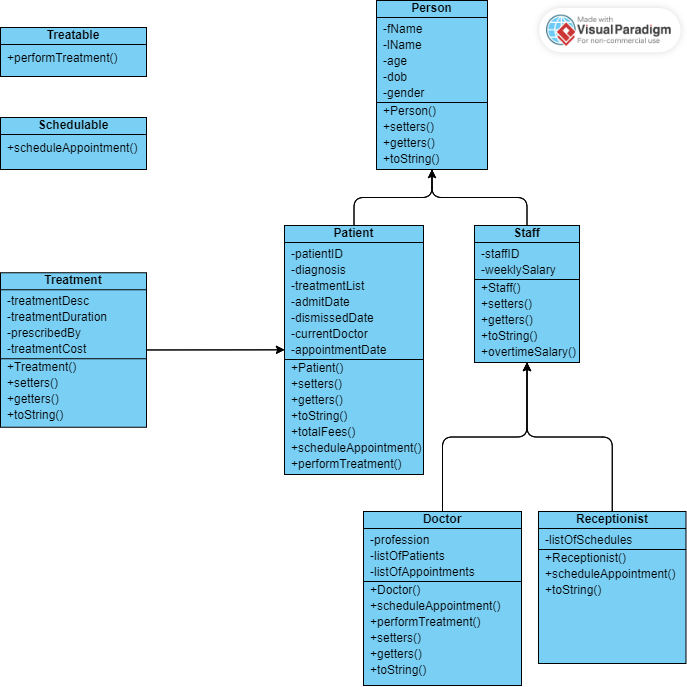 Treatable
+performTreatment()
Schedulable
+scheduleAppointment()
Person
-fName
-lName
-age
-dob
-gender
+Person()
+setters()
+getters()
+toString()
Made with
Visual Paradigm
For non-commercial use
Treatment
-treatmentDesc
-treatmentDuration
-prescribedBy
-treatmentCost
+Treatment()
+setters()
+getters()
+toString()
Patient
-patientID
-diagnosis
-treatmentList
-admitDate
-dismissedDate
-currentDoctor
-appointmentDate
+Patient()
+setters()
+getters()
+toString()
+totalFees()
+scheduleAppointment()
+performTreatment()
Staff
-staffID
-weeklySalary
+Staff()
+setters()
+getters()
+toString()
+overtimeSalary()
Doctor
-profession
-listOfPatients
-listOfAppointments
+Doctor()
+scheduleAppointment()
+performTreatment()
+setters()
+getters()
+toString()
Receptionist
-listOfSchedules
+Receptionist()
+scheduleAppointment()
+toString()